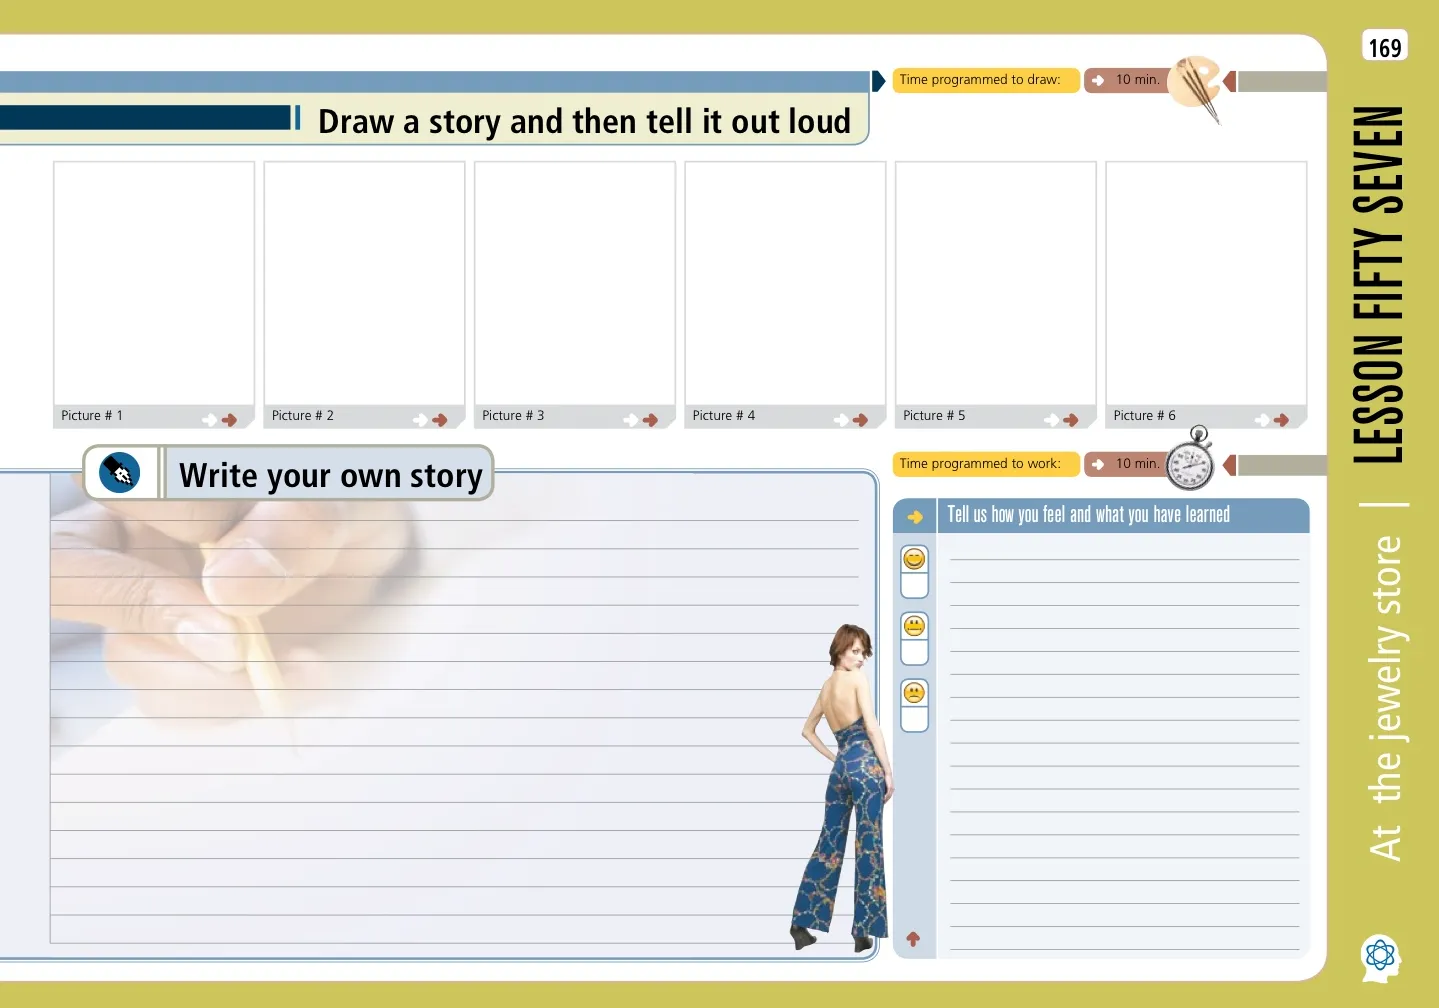 169
Time programmed to draw:
10 min.
Draw a story and then tell it out loud
Picture # 1
Picture # 2
Picture # 3
Picture # 4
Picture # 5
Picture # 6
Write your own story
Time programmed to work:
10 min.
Tell us how you feel and what you have learned
LESSON FIFTY SEVEN | At the jewelry store